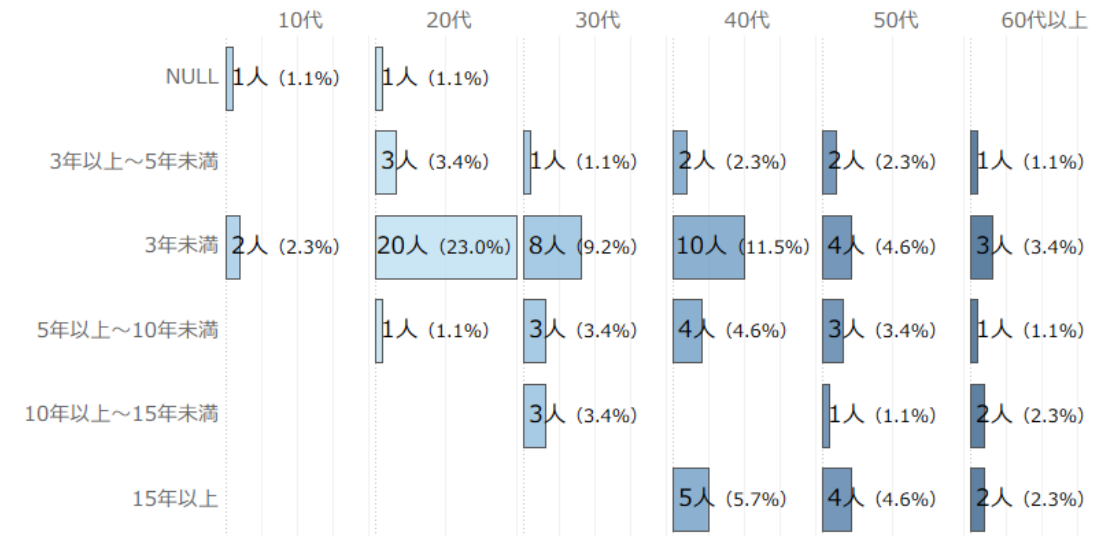 10代 20代 30代 40代 50代 60代以上
NULL 1人（1.1%） 1人（1.1%）
3年以上～5年未満 3人（3.4%） 1人（1.1%） 2人（2.3%） 2人（2.3%） 1人（1.1%）
3年未満 2人（2.3%） 20人（23.0%） 8人（9.2%） 10人（11.5%） 4人（4.6%） 3人（3.4%）
5年以上～10年未満 1人（1.1%） 3人（3.4%） 4人（4.6%） 3人（3.4%） 1人（1.1%）
10年以上～15年未満 3人（3.4%） 1人（1.1%） 2人（2.3%）
15年以上 5人（5.7%） 4人（4.6%） 2人（2.3%）